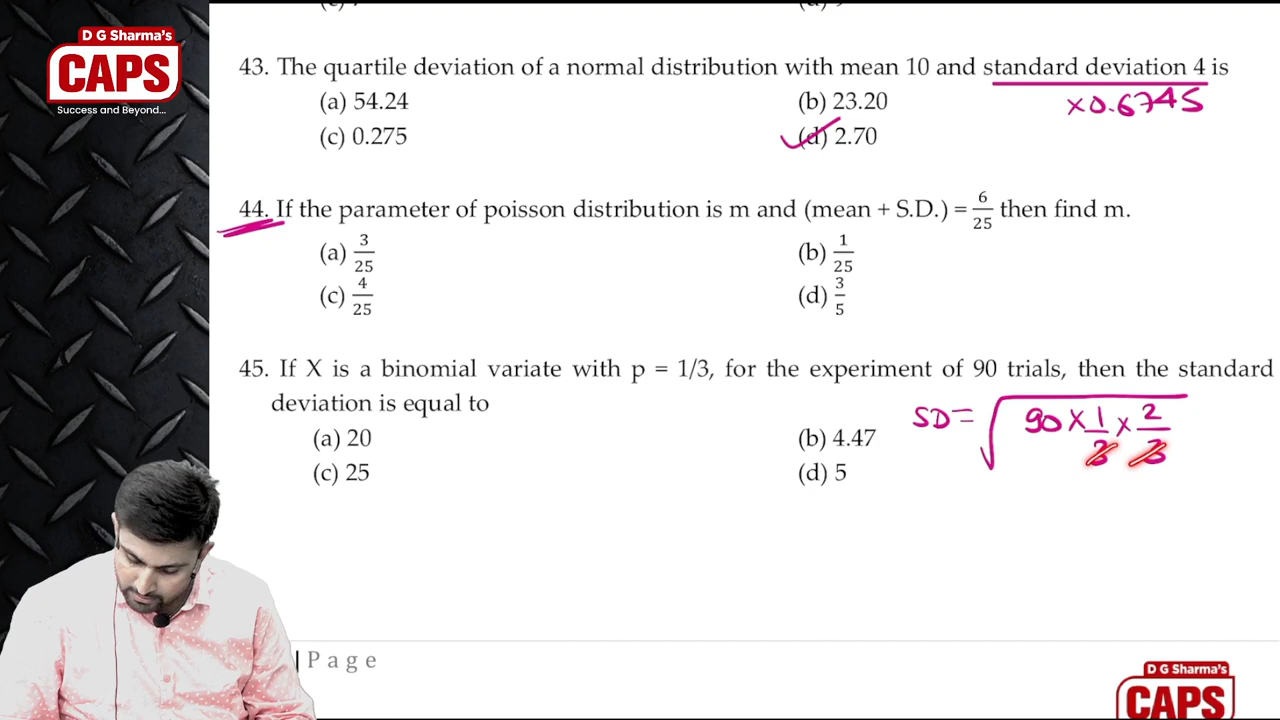 D G Sharma's
CAPS
Success and Beyond...
43. The quartile deviation of a normal distribution with mean 10 and standard deviation 4 is
×0.6745
(a) 54.24 (b) 23.20
(c) 0.275 (d) 2.70
44. If the parameter of poisson distribution is m and (mean + S.D.) = 6/25 then find m.
(a) 3/25 (b) 1/25
(c) 4/25 (d) 3/5
45. If X is a binomial variate with p = 1/3, for the experiment of 90 trials, then the standard
deviation is equal to
SD = √90 × 1/3 × 2/3
(a) 20 (b) 4.47
(c) 25 (d) 5
| Page
D G Sharma's
CAPS